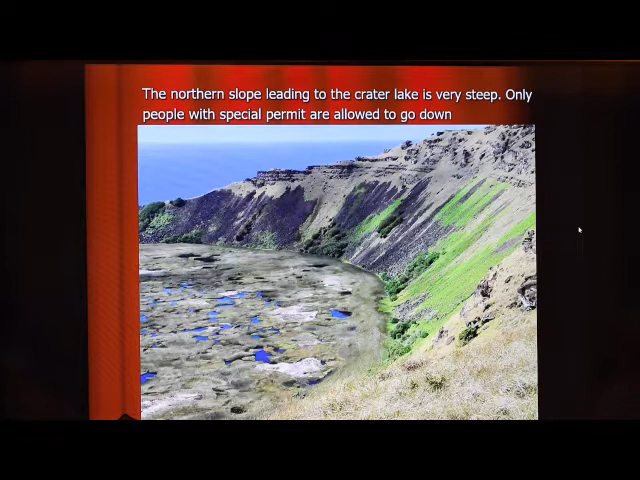 The northern slope leading to the crater lake is very steep. Only
people with special permit are allowed to go down